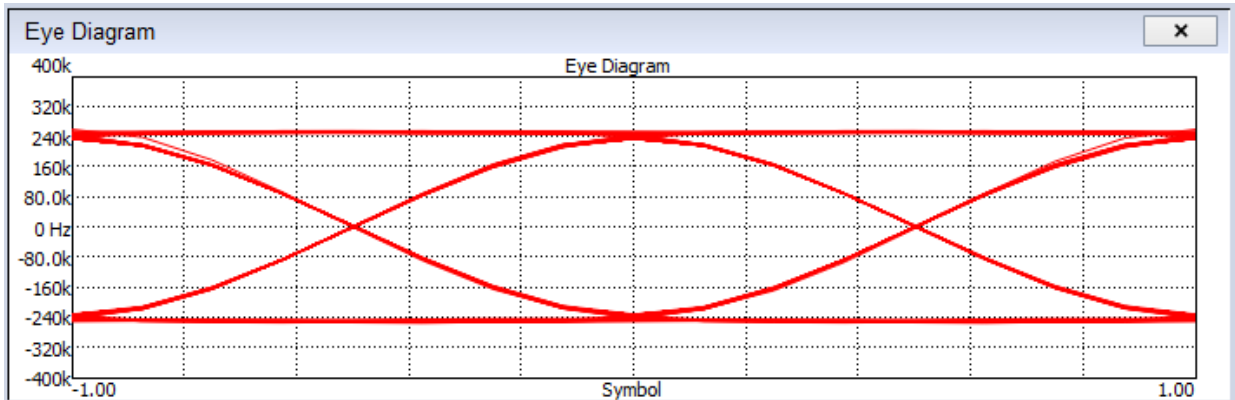 Eye Diagram
×
Eye Diagram
400k
320k
240k
160k
80.0k
0 Hz
-80.0k
-160k
-240k
-320k
-400k
-1.00
Symbol
1.00